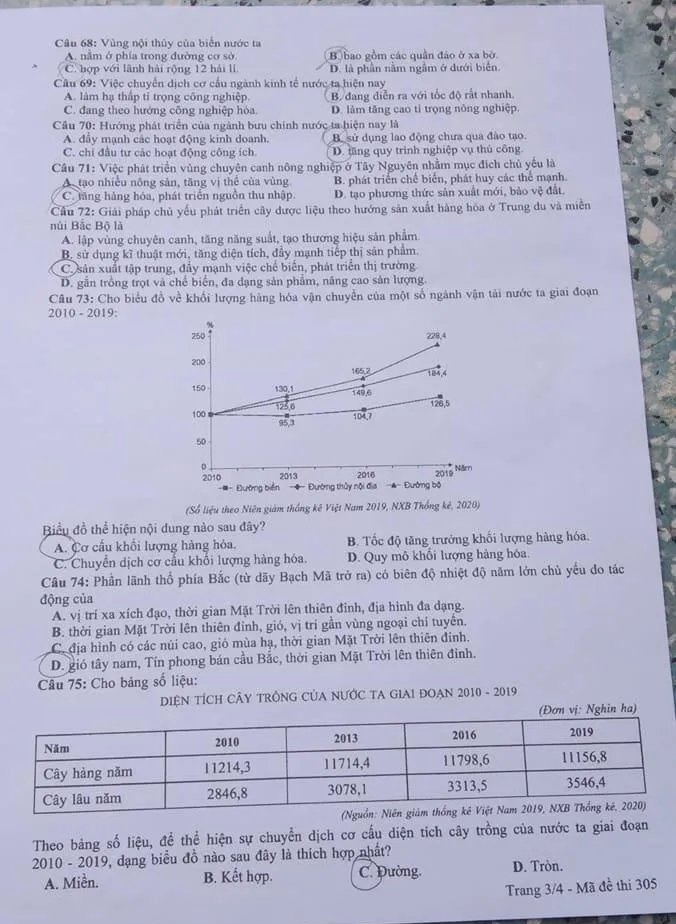 Câu 68: Vùng nội thủy của biển nước ta
A. nằm ở phía trong đường cơ sở. B. bao gồm các quần đảo ở xa bờ.
C. hợp với lãnh hải rộng 12 hải lí. D. là phần nằm ngầm ở dưới biển.
Câu 69: Việc chuyển dịch cơ cấu ngành kinh tế nước ta hiện nay
A. làm hạ thấp tỉ trọng công nghiệp. B. đang diễn ra với tốc độ rất nhanh.
C. đang theo hướng công nghiệp hóa. D. làm tăng cao tỉ trọng nông nghiệp.
Câu 70: Hướng phát triển của ngành bưu chính nước ta hiện nay là
A. đẩy mạnh các hoạt động kinh doanh. B. sử dụng lao động chưa qua đào tạo.
C. chỉ đầu tư các hoạt động công ích. D. tăng quy trình nghiệp vụ thủ công.
Câu 71: Việc phát triển vùng chuyên canh nông nghiệp ở Tây Nguyên nhằm mục đích chủ yếu là
A. tạo nhiều nông sản, tăng vị thế của vùng. B. phát triển chế biến, phát huy các thế mạnh.
C. tăng hàng hóa, phát triển nguồn thu nhập. D. tạo phương thức sản xuất mới, bảo vệ đất.
Câu 72: Giải pháp chủ yếu phát triển cây dược liệu theo hướng sản xuất hàng hóa ở Trung du và miền
núi Bắc Bộ là
A. lập vùng chuyên canh, tăng năng suất, tạo thương hiệu sản phẩm.
B. sử dụng kĩ thuật mới, tăng diện tích, đẩy mạnh tiếp thị sản phẩm.
C. sản xuất tập trung, đẩy mạnh việc chế biến, phát triển thị trường.
D. gắn trồng trọt và chế biến, đa dạng sản phẩm, nâng cao sản lượng.
Câu 73: Cho biểu đồ về khối lượng hàng hóa vận chuyển của một số ngành vận tải nước ta giai đoạn
2010 - 2019:
%
250
228,4
200
165,2
184,4
150
130,1
149,6
125,6
126,5
100
95,3
104,7
50
0
2010 2013 2016 2019 Năm
Đường biển Đường thủy nội địa Đường bộ
(Số liệu theo Niên giám thống kê Việt Nam 2019, NXB Thống kê, 2020)
Biểu đồ thể hiện nội dung nào sau đây?
A. Cơ cấu khối lượng hàng hóa. B. Tốc độ tăng trưởng khối lượng hàng hóa.
C. Chuyển dịch cơ cấu khối lượng hàng hóa. D. Quy mô khối lượng hàng hóa.
Câu 74: Phần lãnh thổ phía Bắc (từ dãy Bạch Mã trở ra) có biên độ nhiệt độ năm lớn chủ yếu do tác
động của
A. vị trí xa xích đạo, thời gian Mặt Trời lên thiên đỉnh, địa hình đa dạng.
B. thời gian Mặt Trời lên thiên đỉnh, gió, vị trí gần vùng ngoại chí tuyến.
C. địa hình có các núi cao, gió mùa hạ, thời gian Mặt Trời lên thiên đỉnh.
D. gió tây nam, Tín phong bán cầu Bắc, thời gian Mặt Trời lên thiên đỉnh.
Câu 75: Cho bảng số liệu:
DIỆN TÍCH CÂY TRỒNG CỦA NƯỚC TA GIAI ĐOẠN 2010 - 2019
(Đơn vị: Nghìn ha)
Năm 2010 2013 2016 2019
Cây hàng năm 11214,3 11714,4 11798,6 11156,8
Cây lâu năm 2846,8 3078,1 3313,5 3546,4
(Nguồn: Niên giám thống kê Việt Nam 2019, NXB Thống kê, 2020)
Theo bảng số liệu, để thể hiện sự chuyển dịch cơ cấu diện tích cây trồng của nước ta giai đoạn
2010 - 2019, dạng biểu đồ nào sau đây là thích hợp nhất?
A. Miền. B. Kết hợp. C. Đường. D. Tròn.
Trang 3/4 - Mã đề thi 305